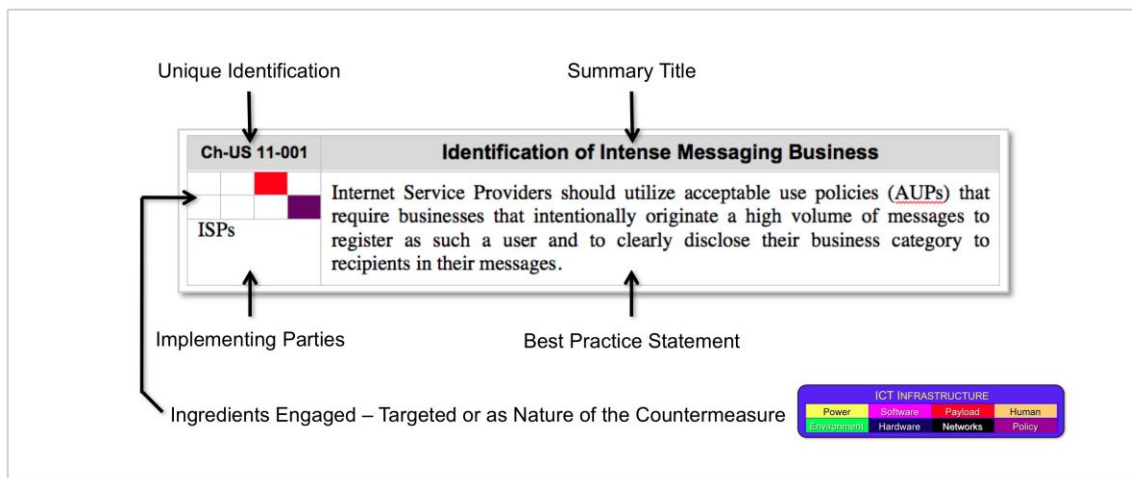 Unique Identification
Summary Title
Ch-US 11-001
Identification of Intense Messaging Business
Internet Service Providers should utilize acceptable use policies (AUPs) that
require businesses that intentionally originate a high volume of messages to
register as such a user and to clearly disclose their business category to
recipients in their messages.
ISPs
Implementing Parties
Best Practice Statement
Ingredients Engaged – Targeted or as Nature of the Countermeasure
ICT INFRASTRUCTURE
Power Software Payload Human
Environment Hardware Networks Policy